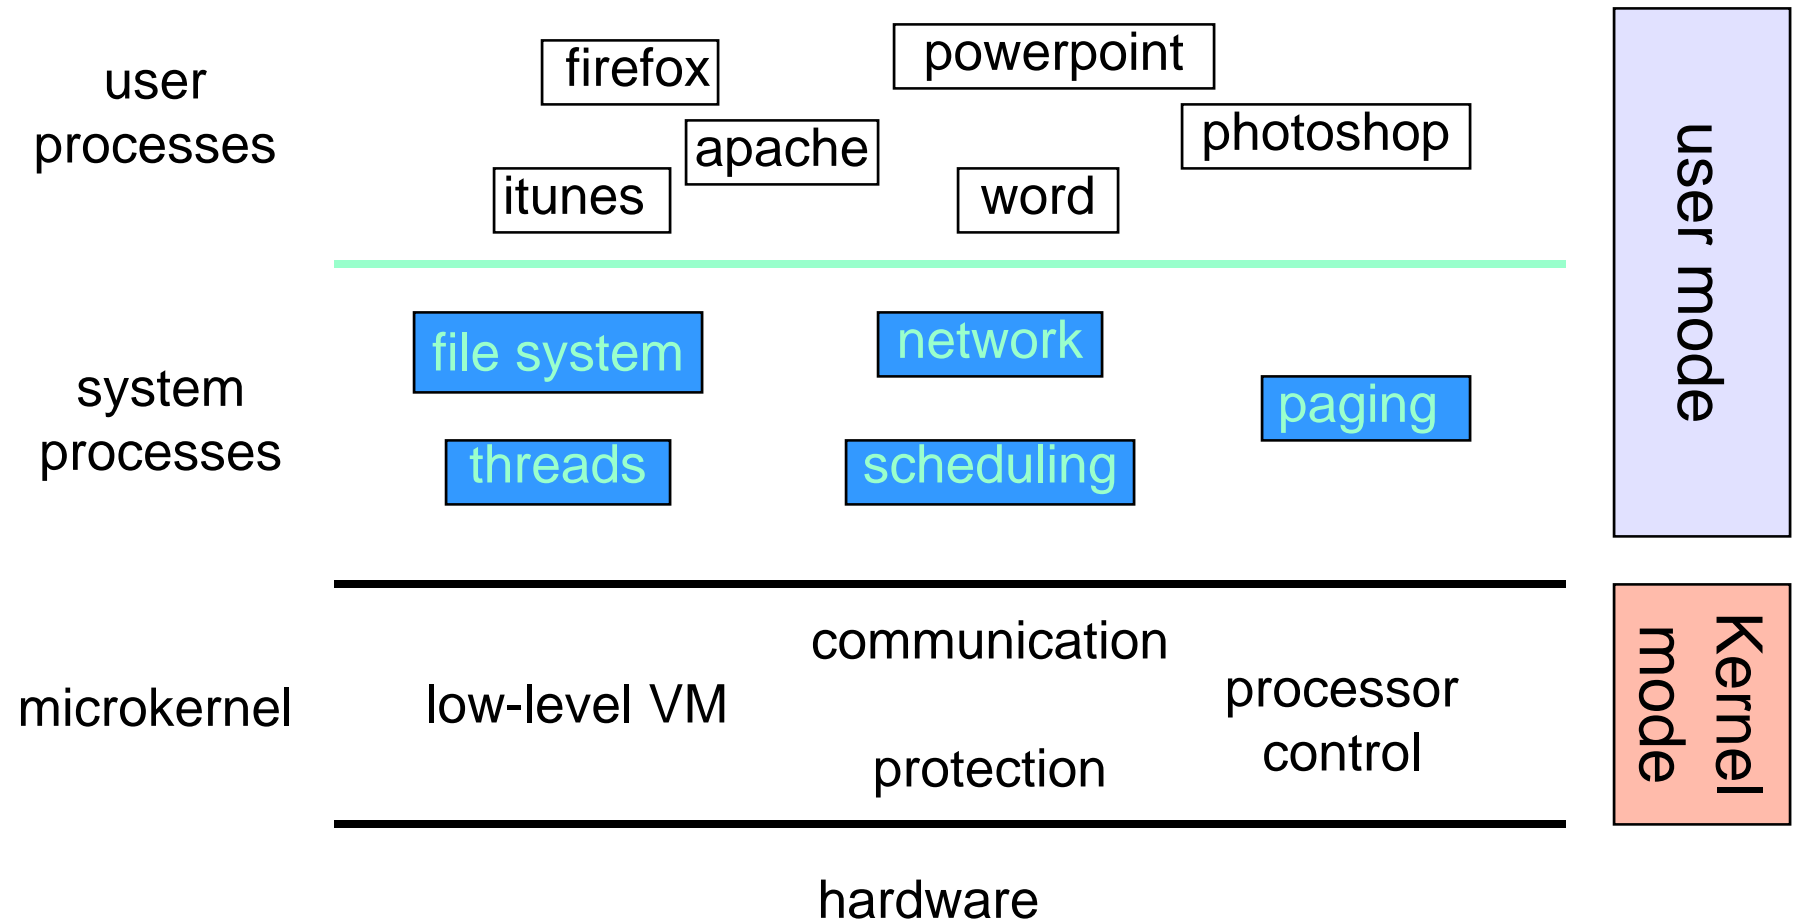 user
processes
firefox
powerpoint
apache
photoshop
itunes
word
user mode
system
processes
file system
network
paging
threads
scheduling
microkernel
low-level VM
communication
protection
processor
control
Kernel
mode
hardware